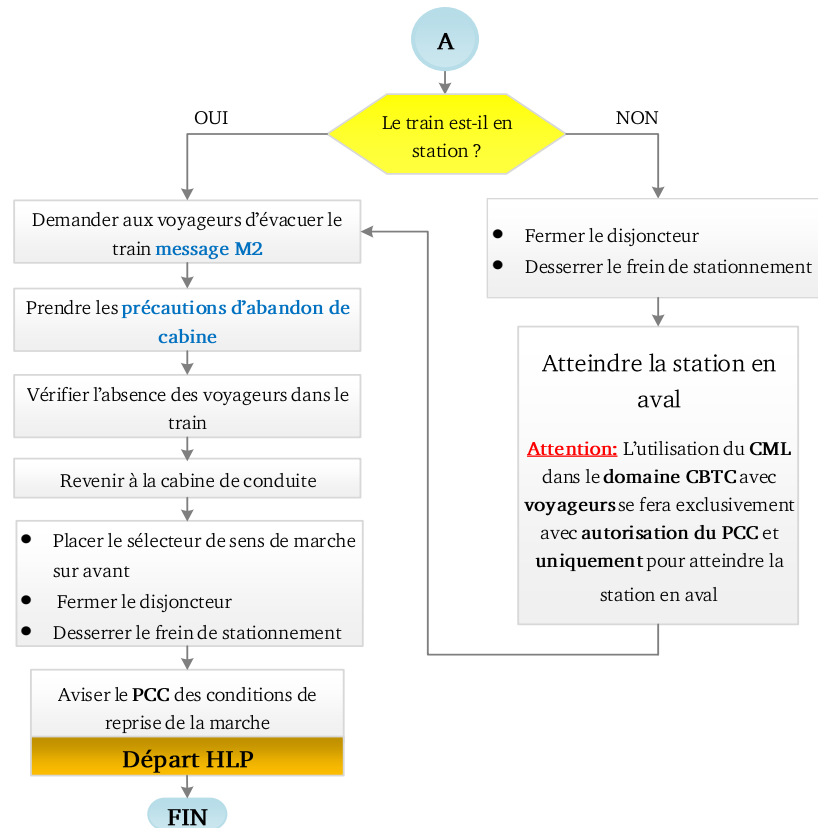 A
Le train est-il en
station ?
OUI
NON
Demander aux voyageurs d’évacuer le
train message M2
Prendre les précautions d’abandon de
cabine
Vérifier l’absence des voyageurs dans le
train
Revenir à la cabine de conduite
● Placer le sélecteur de sens de marche
sur avant
● Fermer le disjoncteur
● Desserrer le frein de stationnement
Aviser le PCC des conditions de
reprise de la marche
Départ HLP
FIN
● Fermer le disjoncteur
● Desserrer le frein de stationnement
Atteindre la station en
aval
Attention: L’utilisation du CML
dans le domaine CBTC avec
voyageurs se fera exclusivement
avec autorisation du PCC et
uniquement pour atteindre la
station en aval